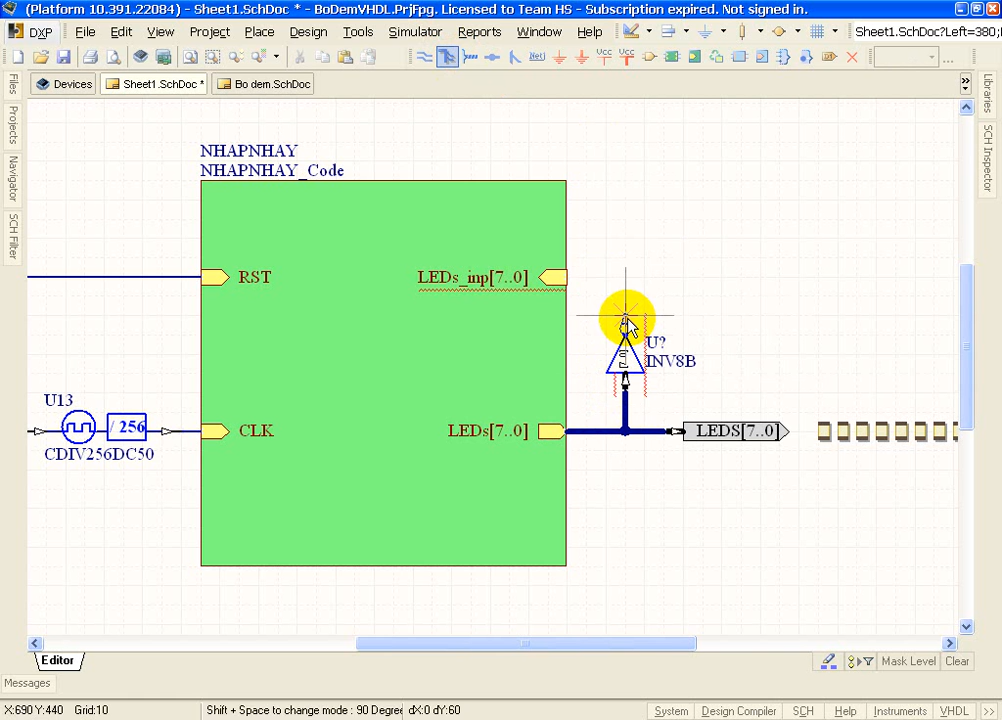 (Platform 10.391.22084) - Sheet1.SchDoc * - BoDemVHDL.PrjFpg. Licensed to Team HS - Subscription expired. Not signed in.
DXP File Edit View Project Place Design Tools Simulator Reports Window Help Sheet1.SchDoc?Left=380;
Net Vcc
Devices Sheet1.SchDoc * Bo dem.SchDoc
Files
Projects
Navigator
SCH Filter
Libraries
SCH Inspector
NHAPNHAY
NHAPNHAY_Code
RST LEDs_inp[7..0]
U?
INV8B
U13
/ 256
CLK LEDs[7..0] LEDS[7..0]
CDIV256DC50
Editor Mask Level Clear
Messages
X:690 Y:440 Grid:10 Shift + Space to change mode : 90 Degree dX:0 dY:60 System Design Compiler SCH Help Instruments VHDL >>